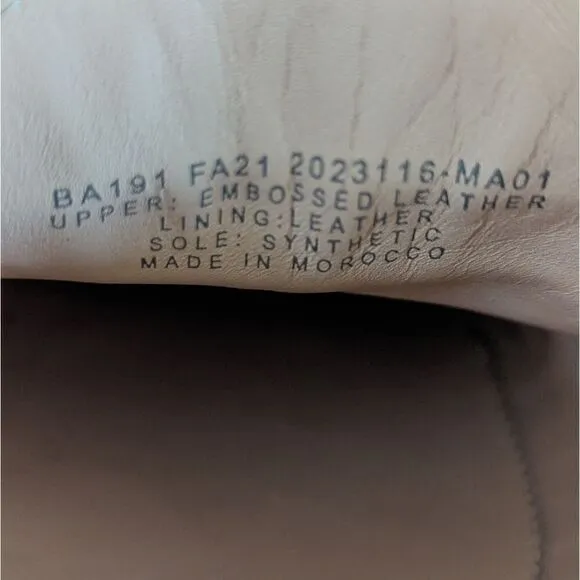 BA191 FA21 2023116-MA01
UPPER: EMBOSSED LEATHER
LINING:LEATHER
SOLE: SYNTHETIC
MADE IN MOROCCO